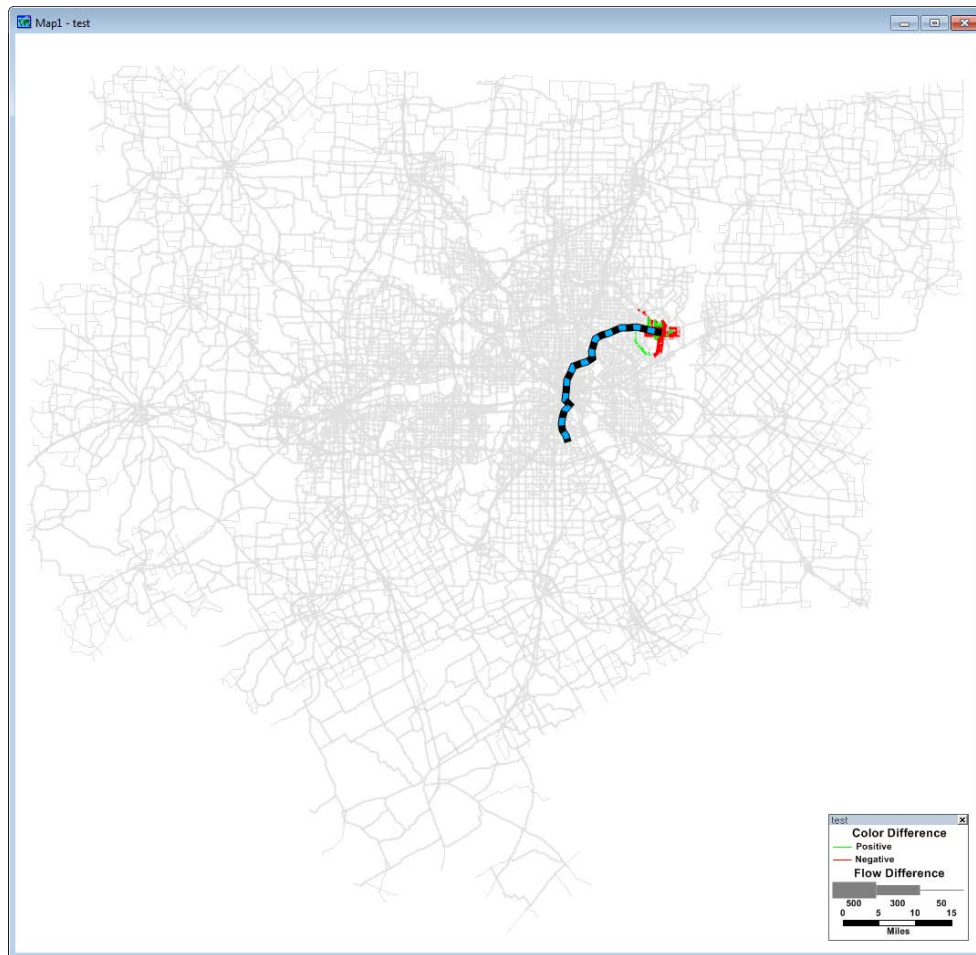 Map1 - test
test
Color Difference
Positive
Negative
Flow Difference
500 300 50
0 5 10 15
Miles